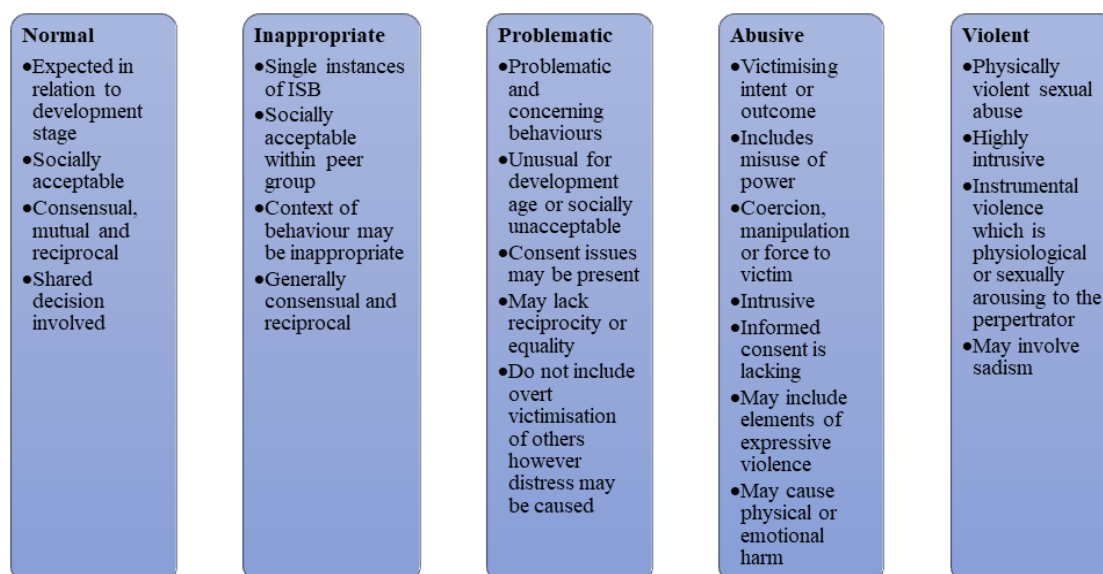 Normal
•Expected in
relation to
development
stage
•Socially
acceptable
•Consensual,
mutual and
reciprocal
•Shared
decision
involved
Inappropriate
•Single instances
of ISB
•Socially
acceptable
within peer
group
•Context of
behaviour may
be inappropriate
•Generally
consensual and
reciprocal
Problematic
•Problematic
and
concerning
behaviours
•Unusual for
development
age or socially
unacceptable
•Consent issues
may be present
•May lack
reciprocity or
equality
•Do not include
overt
victimisation
of others
however
distress may
be caused
Abusive
•Victimising
intent or
outcome
•Includes
misuse of
power
•Coercion,
manipulation
or force to
victim
•Intrusive
•Informed
consent is
lacking
•May include
elements of
expressive
violence
•May cause
physical or
emotional
harm
Violent
•Physically
violent sexual
abuse
•Highly
intrusive
•Instrumental
violence
which is
physiological
or sexually
arousing to the
perpertrator
•May involve
sadism